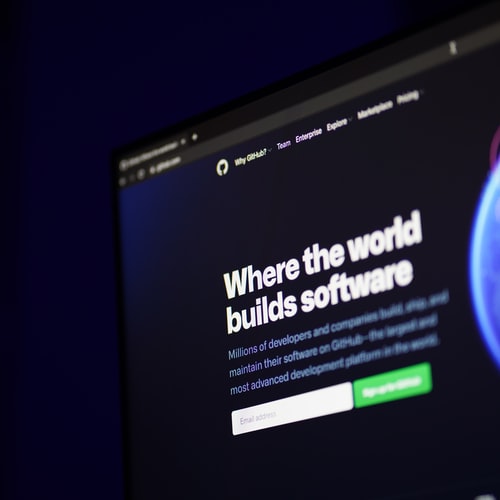 github.com
Why GitHub? Team Enterprise Explore Marketplace Pricing
Where the world
builds software
Millions of developers and companies build, ship, and
maintain their software on GitHub—the largest and
most advanced development platform in the world.
Email address
Sign up for GitHub